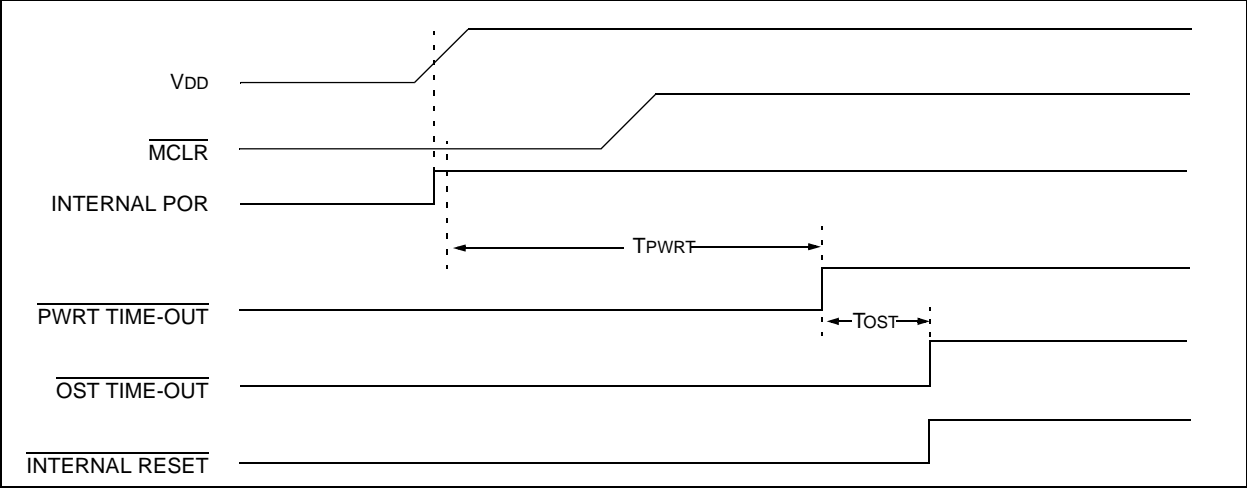 VDD
MCLR
INTERNAL POR
TPWRT
PWRT TIME-OUT
TOST
OST TIME-OUT
INTERNAL RESET